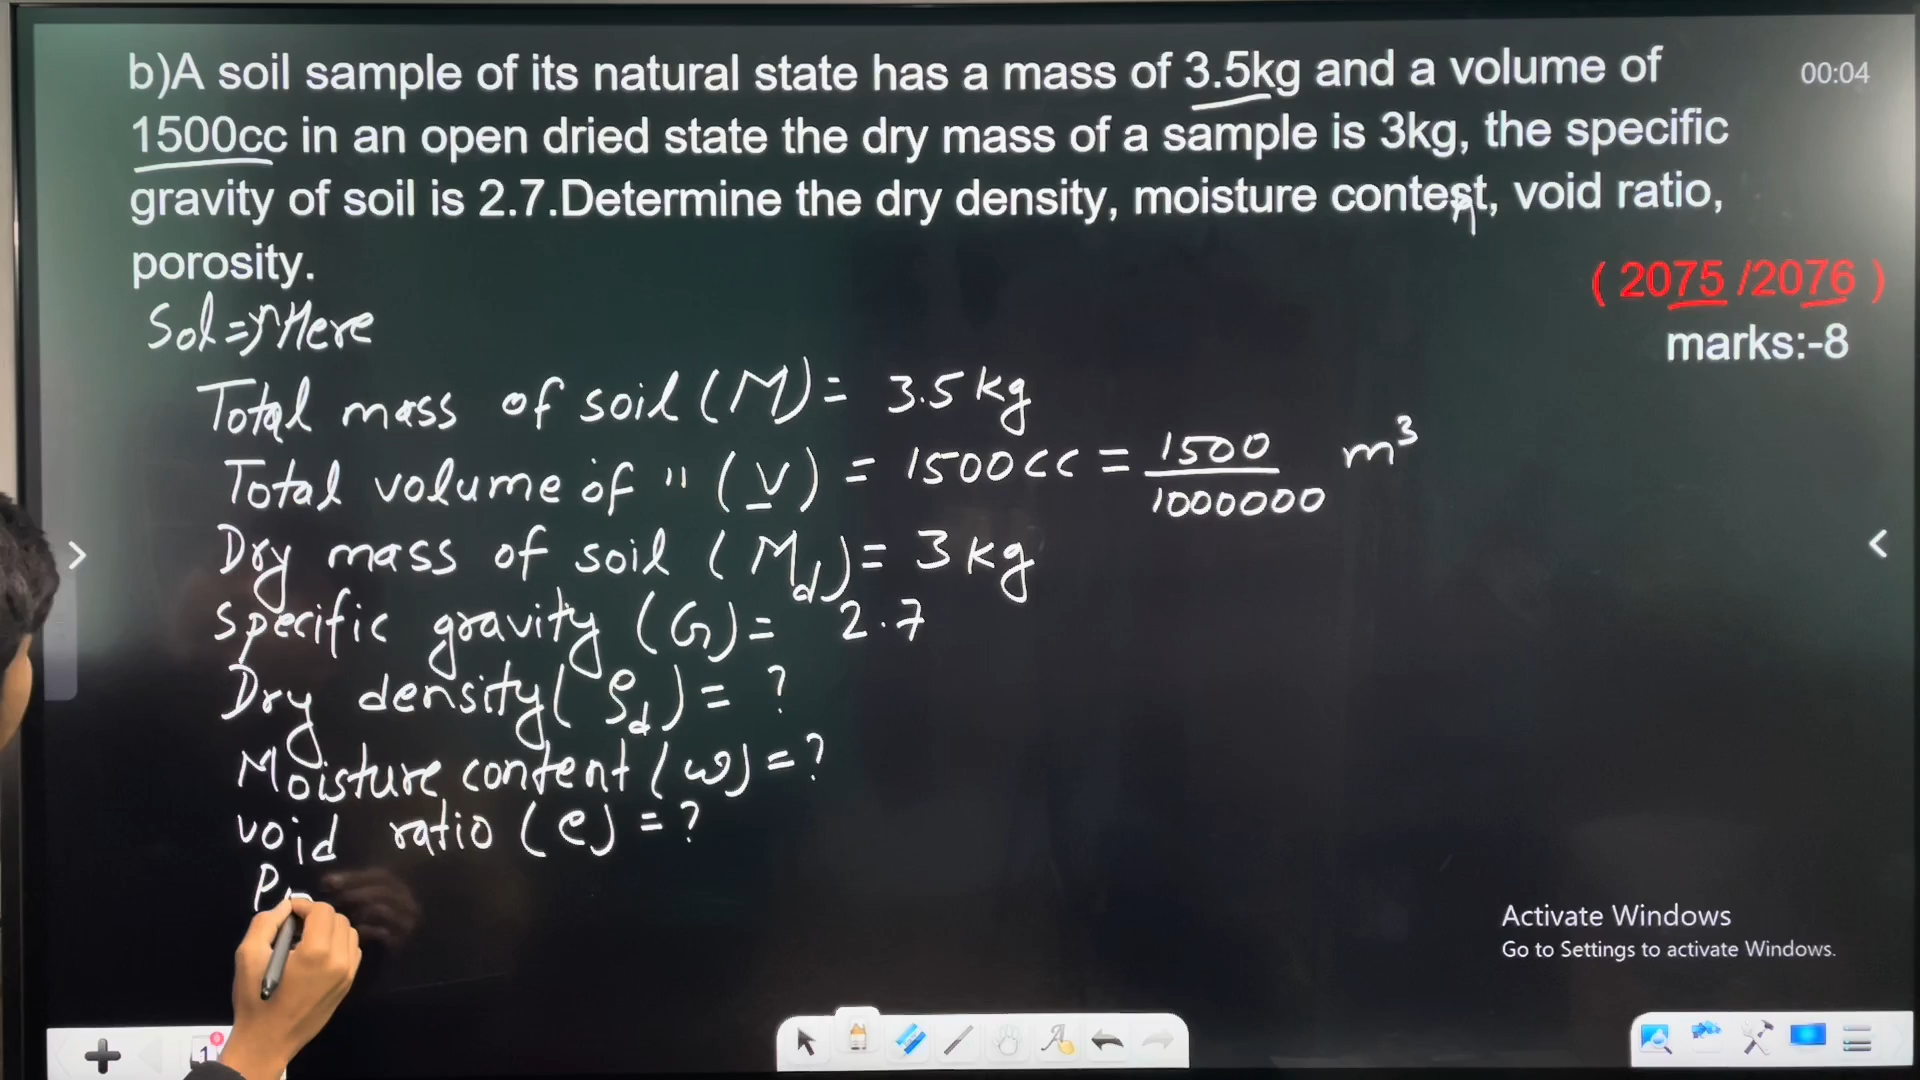 b)A soil sample of its natural state has a mass of 3.5kg and a volume of
1500cc in an open dried state the dry mass of a sample is 3kg, the specific
gravity of soil is 2.7.Determine the dry density, moisture content, void ratio,
porosity.
00:04
( 2075 /2076 )
marks:-8
Sol⇒n Here
Total mass of soil (M) = 3.5 kg
Total volume of " (V) = 1500 cc = 1500/1000000 m³
Dry mass of soil (Md) = 3 kg
specific gravity (G) = 2.7
Dry density (ρd) = ?
Moisture content (ω) = ?
void ratio (e) = ?
Activate Windows
Go to Settings to activate Windows.
1